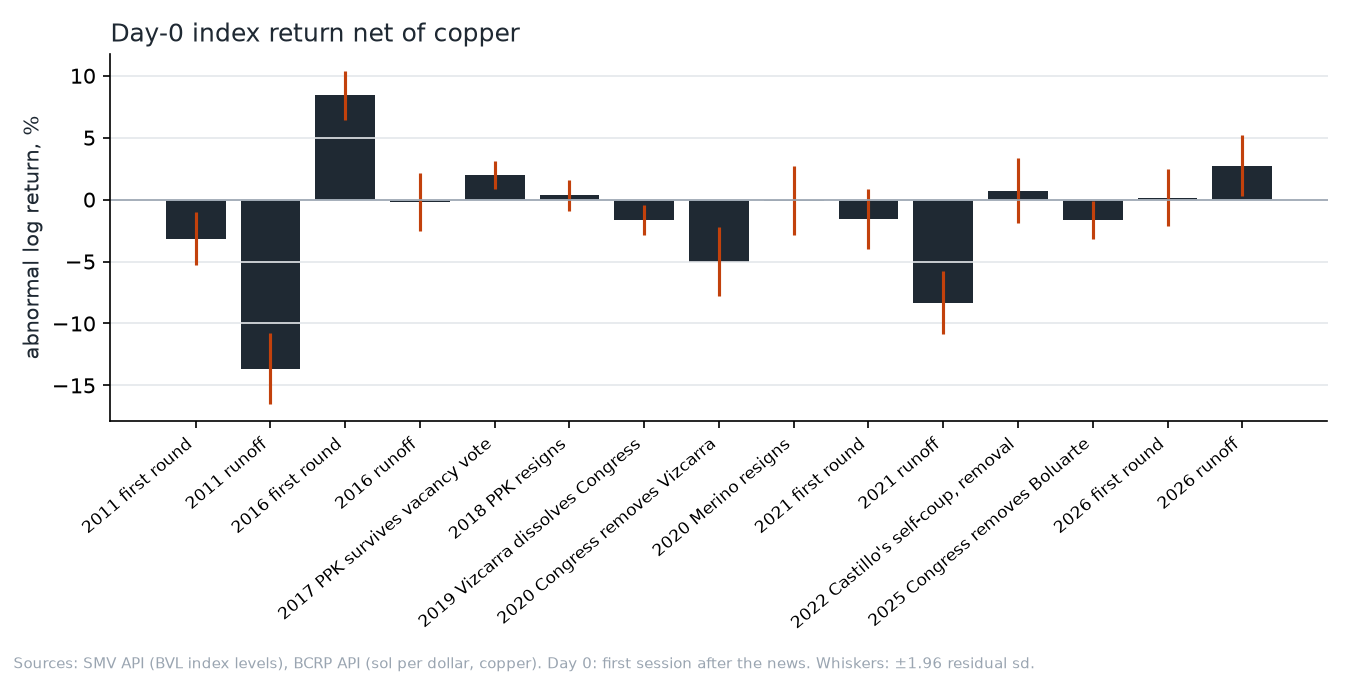 Day-0 index return net of copper
abnormal log return, %
10
5
0
−5
−10
−15
2011 first round
2011 runoff
2016 first round
2016 runoff
2017 PPK survives vacancy vote
2018 PPK resigns
2019 Vizcarra dissolves Congress
2020 Congress removes Vizcarra
2020 Merino resigns
2021 first round
2021 runoff
2022 Castillo's self-coup, removal
2025 Congress removes Boluarte
2026 first round
2026 runoff
Sources: SMV API (BVL index levels), BCRP API (sol per dollar, copper). Day 0: first session after the news. Whiskers: ±1.96 residual sd.